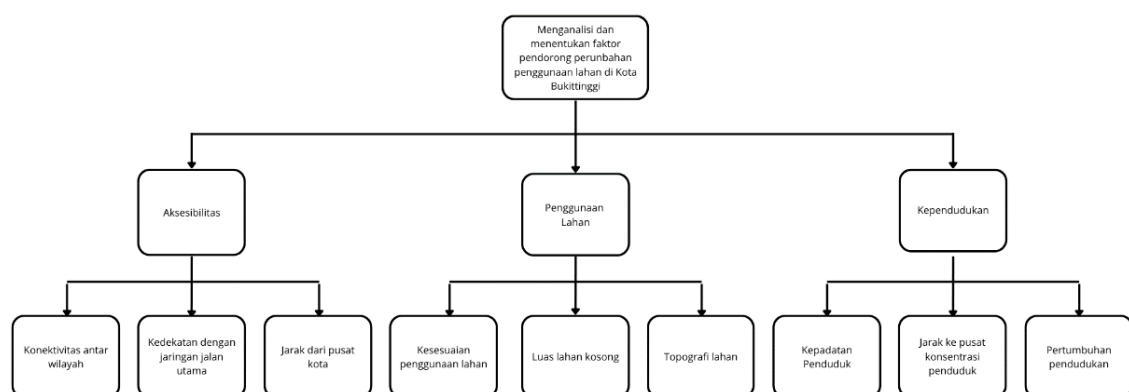 Menganalisi dan
menentukan faktor
pendorong perunbahan
penggunaan lahan di Kota
Bukittinggi
Aksesibilitas
Penggunaan
Lahan
Kependudukan
Konektivitas antar
wilayah
Kedekatan dengan
jaringan jalan
utama
Jarak dari pusat
kota
Kesesuaian
penggunaan lahan
Luas lahan kosong
Topografi lahan
Kepadatan
Penduduk
Jarak ke pusat
konsentrasi
penduduk
Pertumbuhan
pendudukan